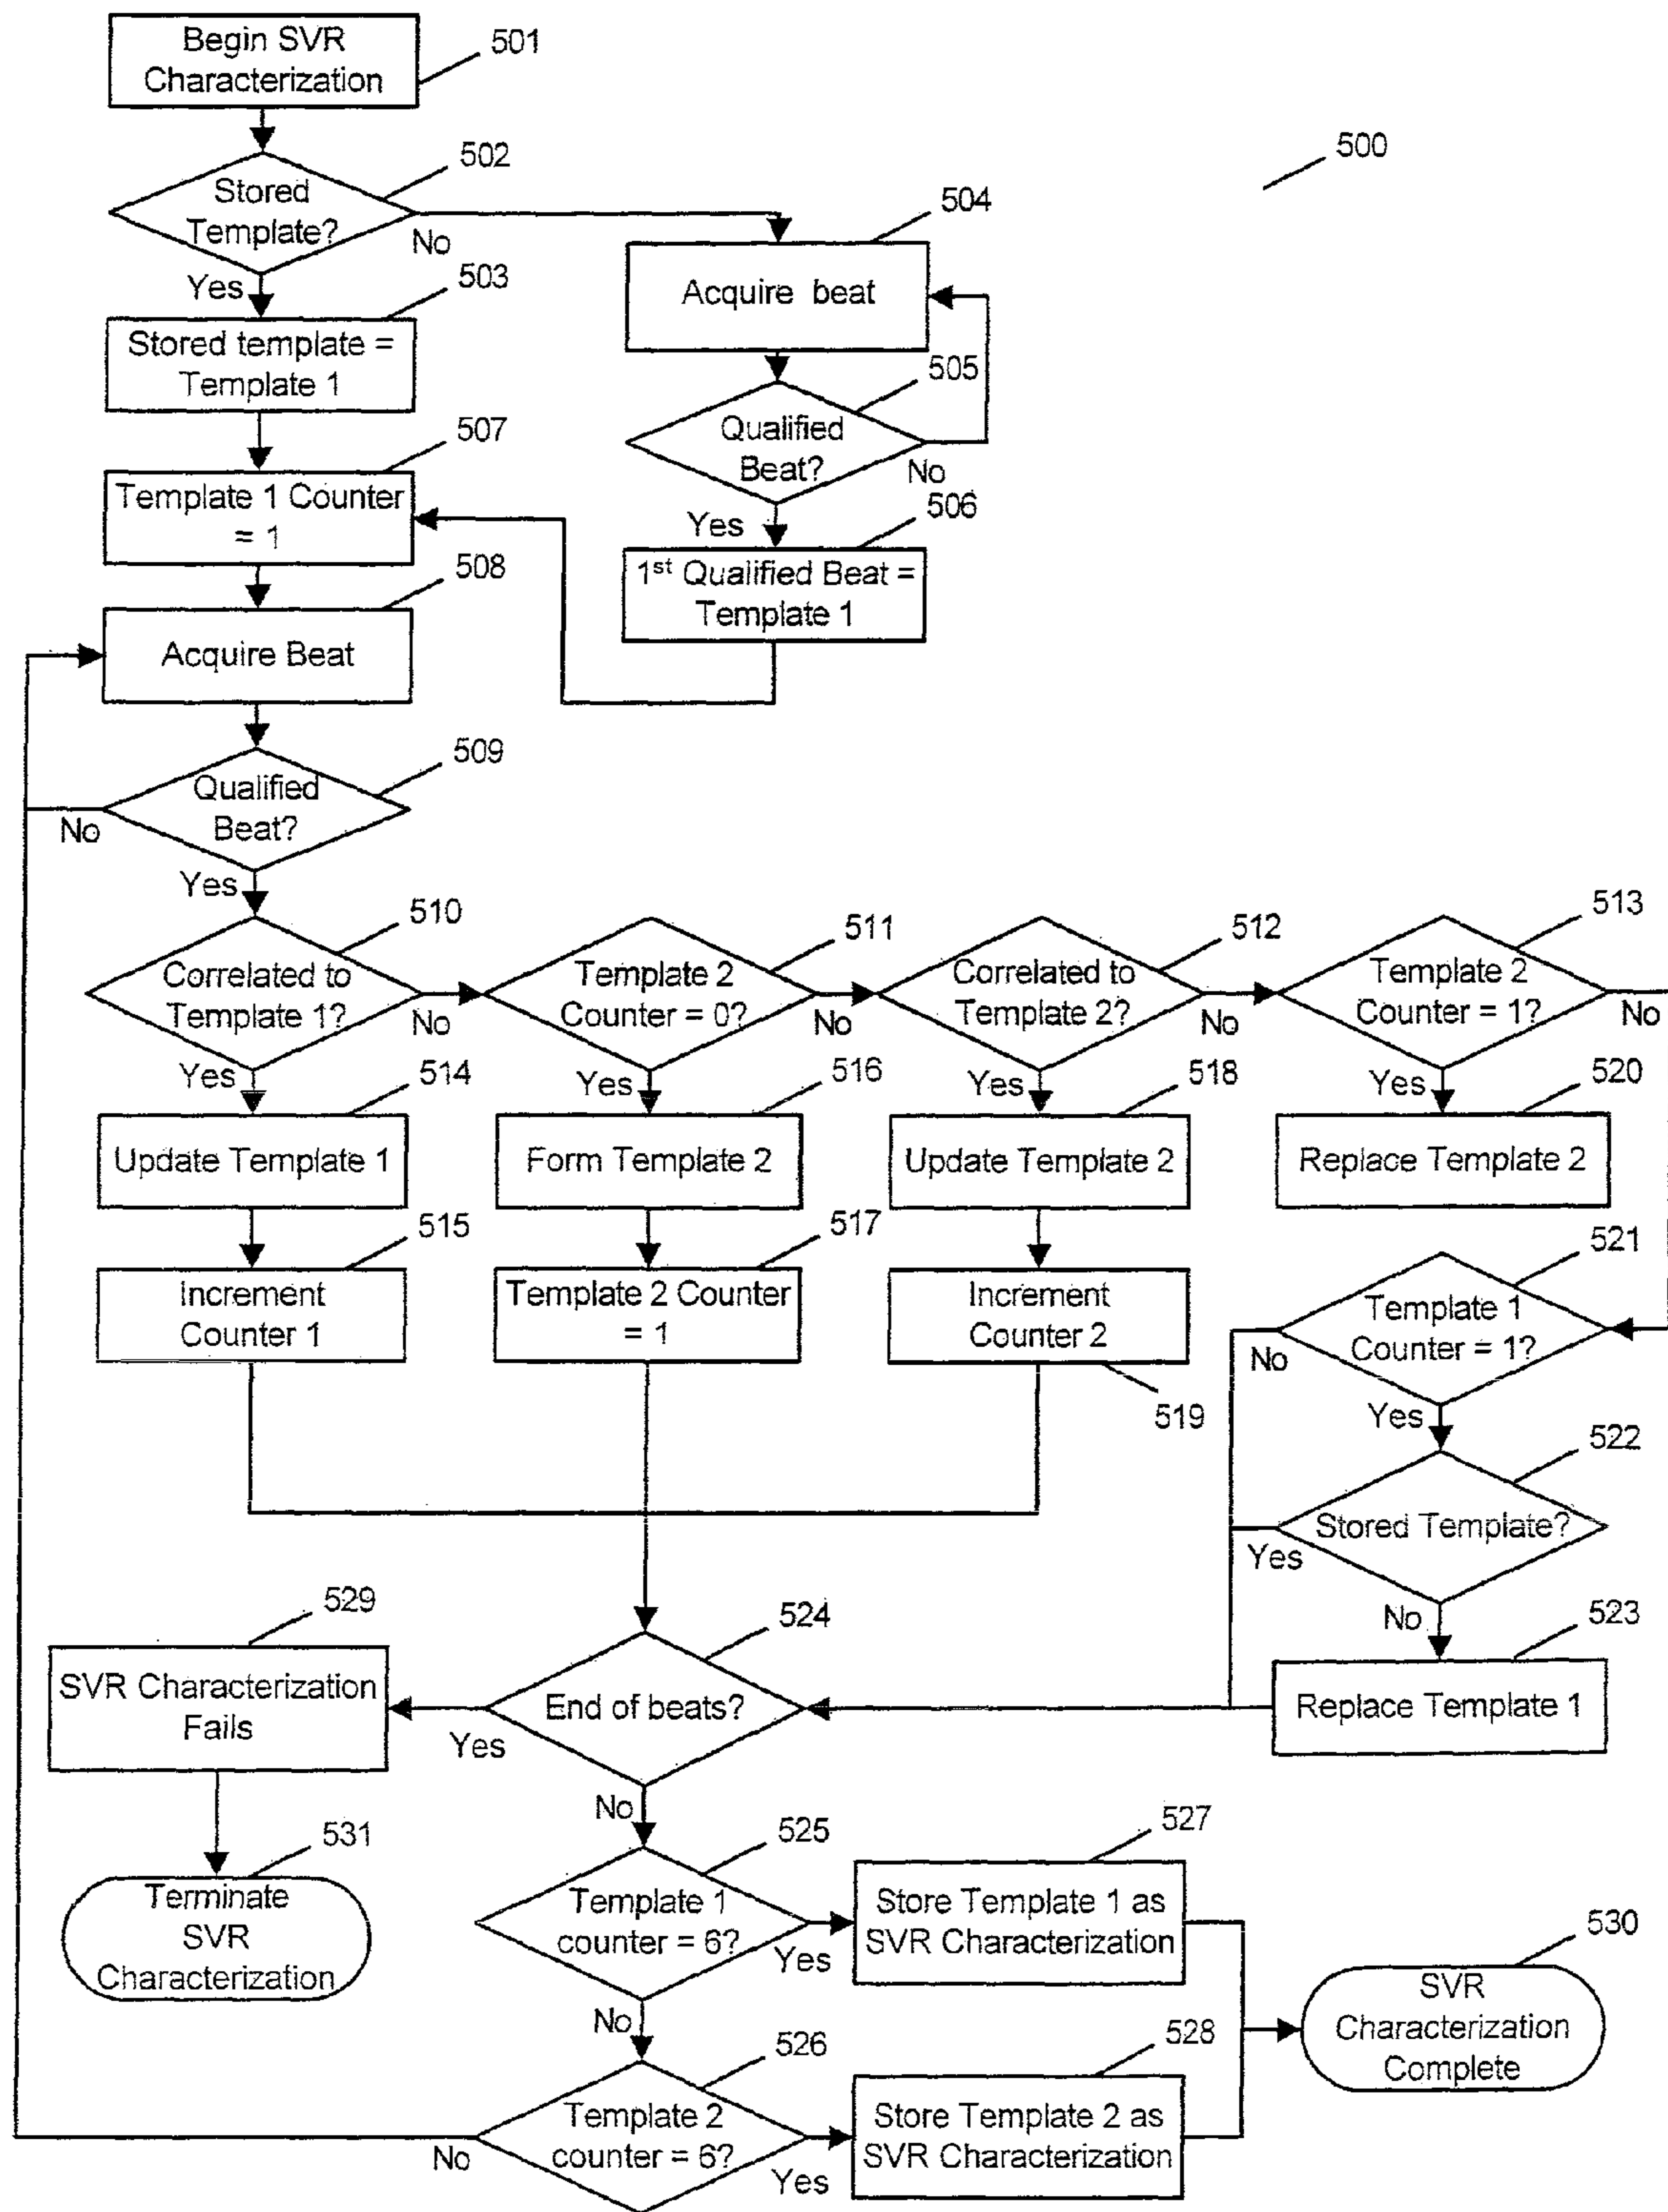 Begin SVR
Characterization
501
500
502
Stored
Template?
No
Yes
504
Acquire beat
503
Stored template =
Template 1
505
Qualified
Beat?
No
Yes
507
Template 1 Counter
= 1
506
1st Qualified Beat =
Template 1
508
Acquire Beat
509
Qualified
Beat?
No
Yes
510
Correlated to
Template 1?
No
Yes
511
Template 2
Counter = 0?
No
Yes
512
Correlated to
Template 2?
No
Yes
513
Template 2
Counter = 1?
No
Yes
514
Update Template 1
516
Form Template 2
518
Update Template 2
520
Replace Template 2
515
Increment
Counter 1
517
Template 2 Counter
= 1
Increment
Counter 2
519
521
Template 1
Counter = 1?
No
Yes
522
Stored Template?
Yes
No
523
Replace Template 1
529
SVR Characterization
Fails
524
End of beats?
Yes
No
531
Terminate
SVR
Characterization
525
Template 1
counter = 6?
Yes
No
527
Store Template 1 as
SVR Characterization
530
SVR
Characterization
Complete
526
Template 2
counter = 6?
No
Yes
528
Store Template 2 as
SVR Characterization